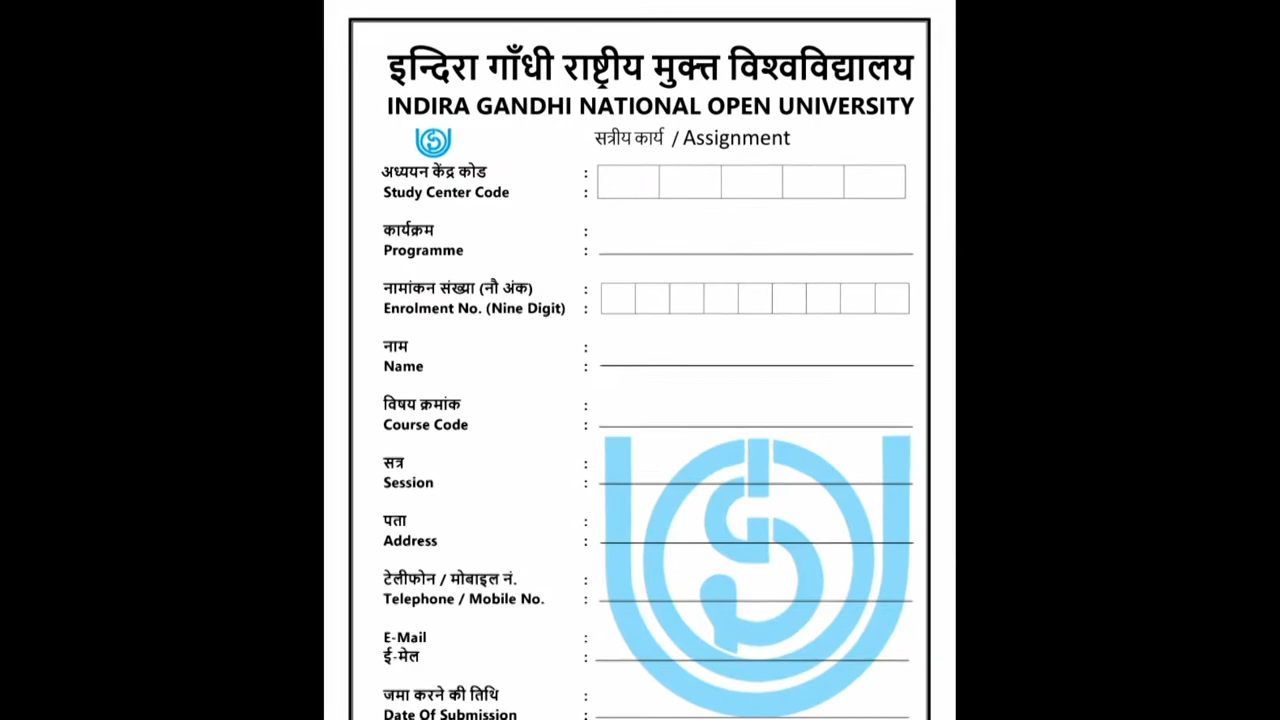 इन्दिरा गाँधी राष्ट्रीय मुक्त विश्वविद्यालय
INDIRA GANDHI NATIONAL OPEN UNIVERSITY
सत्रीय कार्य / Assignment
अध्ययन केंद्र कोड :
Study Center Code :
कार्यक्रम :
Programme :
नामांकन संख्या (नौ अंक) :
Enrolment No. (Nine Digit) :
नाम :
Name :
विषय क्रमांक :
Course Code :
सत्र :
Session :
पता :
Address :
टेलीफोन / मोबाइल नं. :
Telephone / Mobile No. :
E-Mail :
ई-मेल :
जमा करने की तिथि :
Date Of Submission :